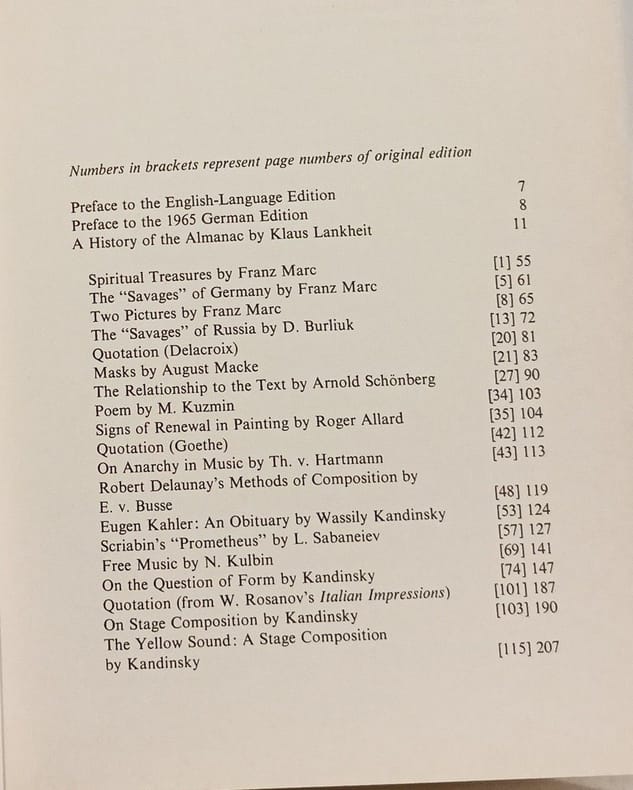 Numbers in brackets represent page numbers of original edition
Preface to the English-Language Edition 7
Preface to the 1965 German Edition 8
A History of the Almanac by Klaus Lankheit 11
Spiritual Treasures by Franz Marc [1] 55
The "Savages" of Germany by Franz Marc [5] 61
Two Pictures by Franz Marc [8] 65
The "Savages" of Russia by D. Burliuk [13] 72
Quotation (Delacroix) [20] 81
Masks by August Macke [21] 83
The Relationship to the Text by Arnold Schönberg [27] 90
Poem by M. Kuzmin [34] 103
Signs of Renewal in Painting by Roger Allard [35] 104
Quotation (Goethe) [42] 112
On Anarchy in Music by Th. v. Hartmann [43] 113
Robert Delaunay's Methods of Composition by
E. v. Busse [48] 119
Eugen Kahler: An Obituary by Wassily Kandinsky [53] 124
Scriabin's "Prometheus" by L. Sabaneiev [57] 127
Free Music by N. Kulbin [69] 141
On the Question of Form by Kandinsky [74] 147
Quotation (from W. Rosanov's Italian Impressions) [101] 187
On Stage Composition by Kandinsky [103] 190
The Yellow Sound: A Stage Composition
by Kandinsky [115] 207